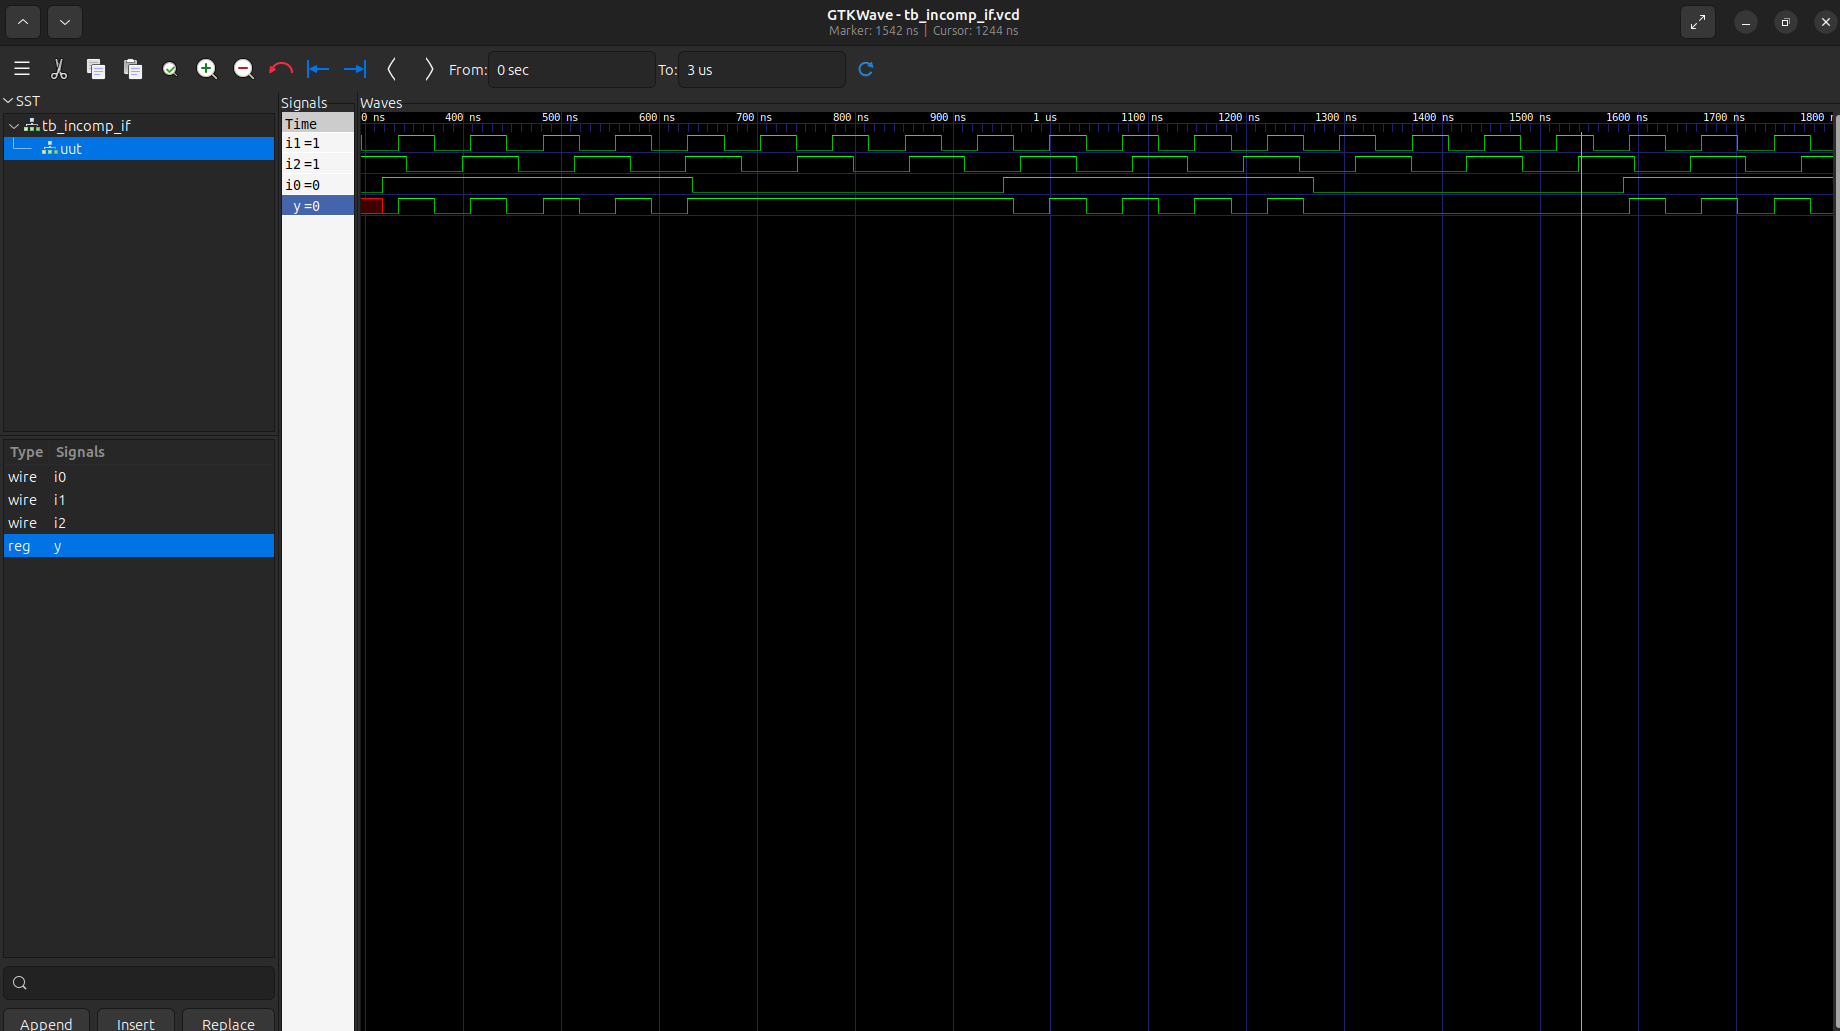 GTKWave - tb_incomp_if.vcd
Marker: 1542 ns | Cursor: 1244 ns
From: 0 sec To: 3 us
SST
tb_incomp_if
uut
Type Signals
wire i0
wire i1
wire i2
reg y
Append Insert Replace
Signals
Time
i1=1
i2=1
i0=0
y=0
Waves
0 ns 400 ns 500 ns 600 ns 700 ns 800 ns 900 ns 1 us 1100 ns 1200 ns 1300 ns 1400 ns 1500 ns 1600 ns 1700 ns 1800